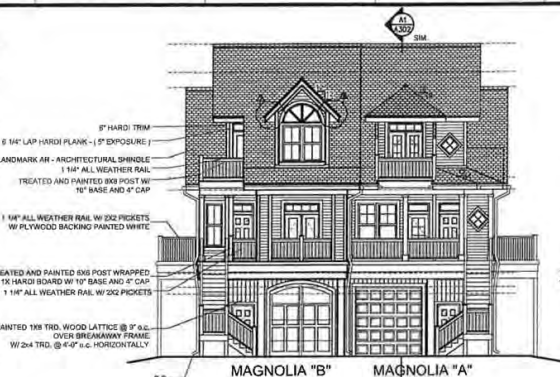 A1
A302
SIM.
6" HARDI TRIM
6 1/4" LAP HARDI PLANK - ( 5" EXPOSURE )
LANDMARK AR - ARCHITECTURAL SHINGLE
1 1/4" ALL WEATHER RAIL
TREATED AND PAINTED 8X8 POST W/
10" BASE AND 4" CAP
1 1/4" ALL WEATHER RAIL W/ 2X2 PICKETS
W/ PLYWOOD BACKING PAINTED WHITE
EATED AND PAINTED 6X6 POST WRAPPED
1X HARDI BOARD W/ 10" BASE AND 4" CAP
1 1/4" ALL WEATHER RAIL W/ 2X2 PICKETS
AINTED 1X6 TRD. WOOD LATTICE @ 9" o.c.
OVER BREAKAWAY FRAME
W/ 2x4 TRD. @ 4'-0" o.c. HORIZONTALLY
MAGNOLIA "B"
MAGNOLIA "A"